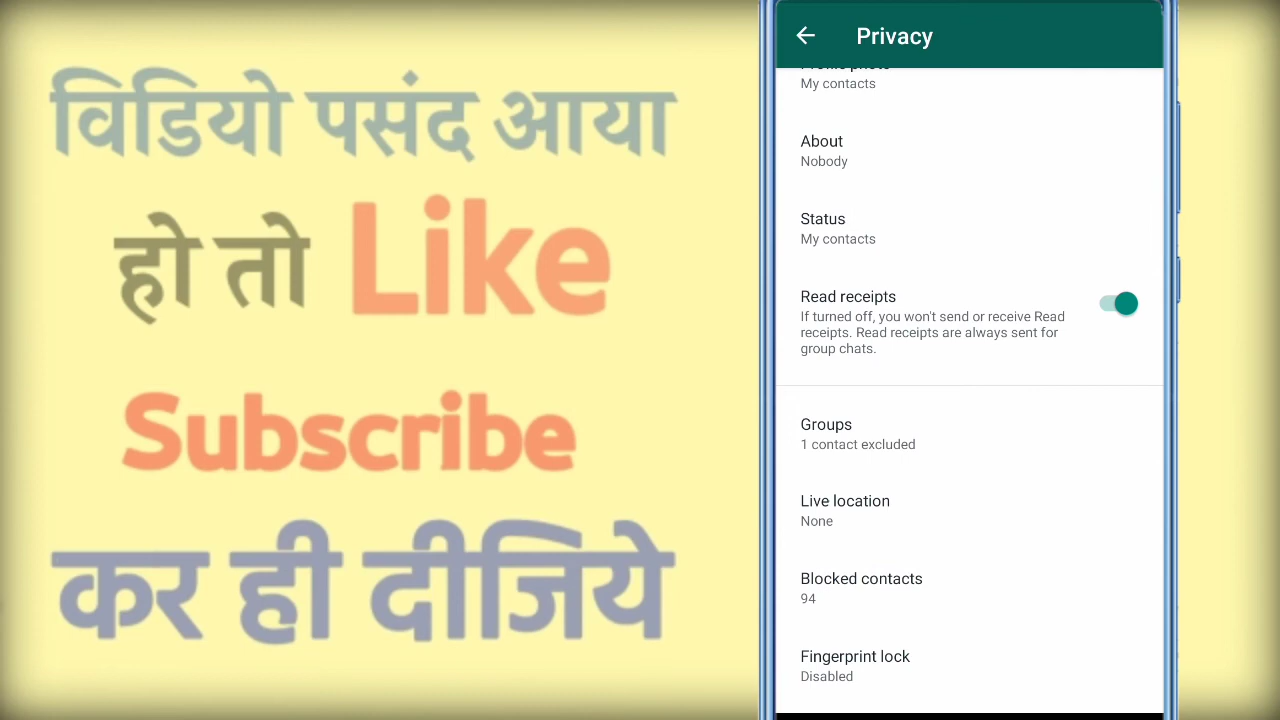 विडियो पसंद आया
हो तो Like
Subscribe
कर ही दीजिये
Privacy
Profile photo
My contacts
About
Nobody
Status
My contacts
Read receipts
If turned off, you won't send or receive Read
receipts. Read receipts are always sent for
group chats.
Groups
1 contact excluded
Live location
None
Blocked contacts
94
Fingerprint lock
Disabled